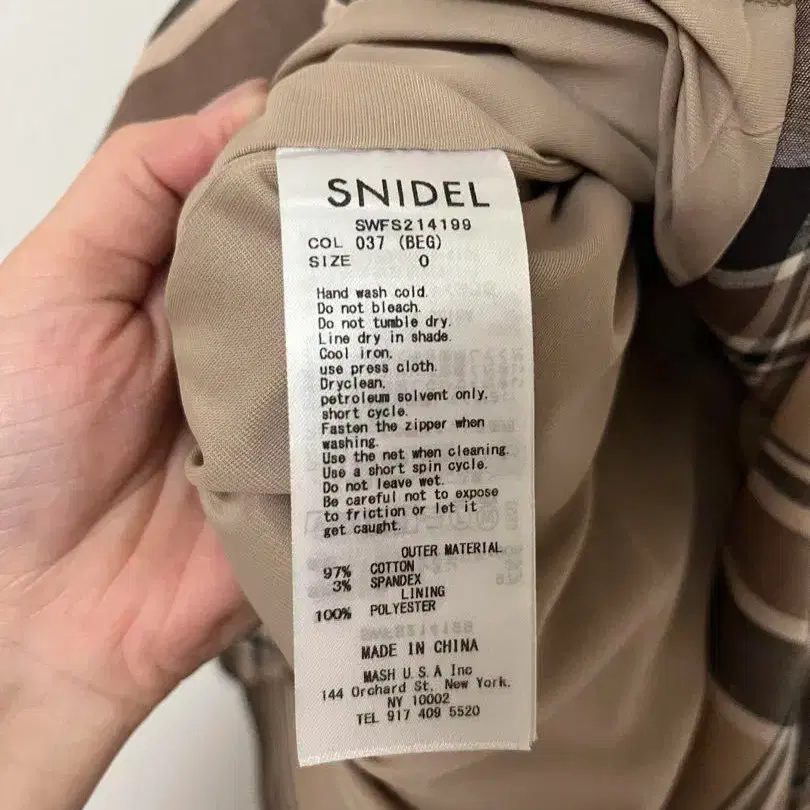 SNIDEL
SWFS214199
COL 037 (BEG)
SIZE 0
Hand wash cold.
Do not bleach.
Do not tumble dry.
Line dry in shade.
Cool iron.
use press cloth.
Dryclean.
petroleum solvent only.
short cycle.
Fasten the zipper when
washing.
Use the net when cleaning.
Use a short spin cycle.
Do not leave wet.
Be careful not to expose
to friction or let it
get caught.
OUTER MATERIAL
97% COTTON
3% SPANDEX
LINING
100% POLYESTER
SWFS214199
MADE IN CHINA
MASH U.S.A Inc
144 Orchard St. New York.
NY 10002
TEL 917 409 5520